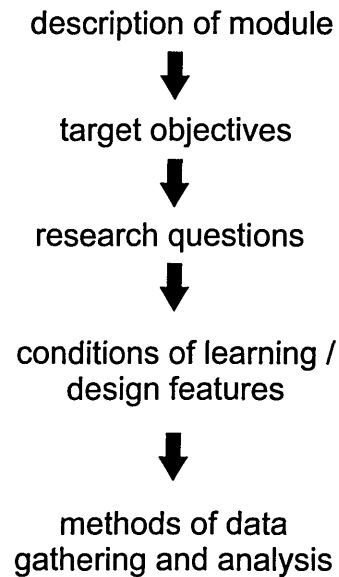 description of module
target objectives
research questions
conditions of learning /
design features
methods of data
gathering and analysis